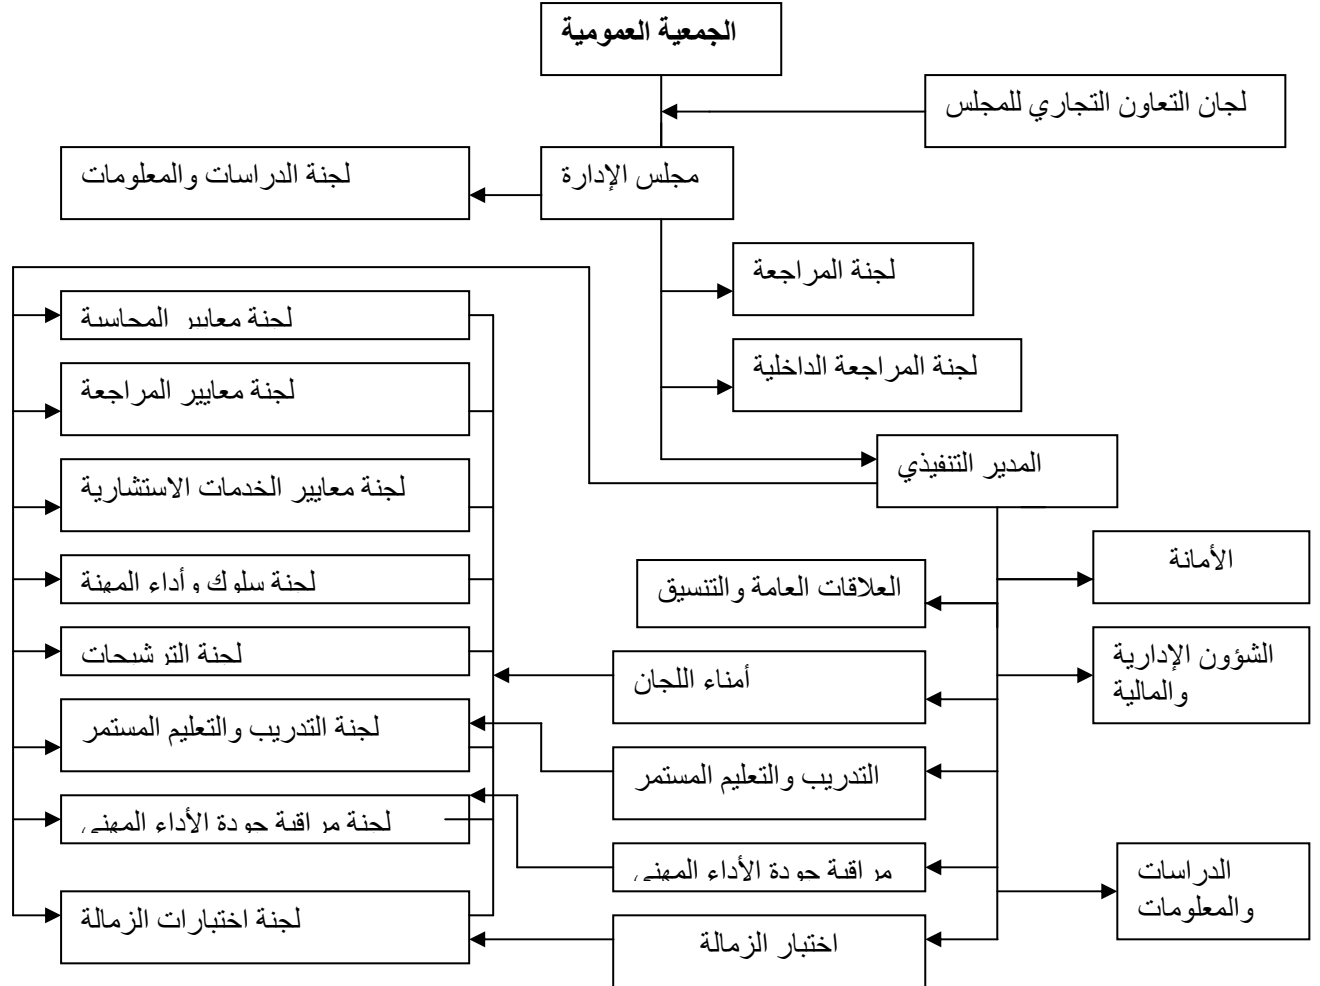 الجمعية العمومية
لجان التعاون التجاري للمجلس
مجلس الإدارة
لجنة الدراسات والمعلومات
لجنة المراجعة
لجنة المراجعة الداخلية
المدير التنفيذي
لجنة معايير المحاسبة
لجنة معايير المراجعة
لجنة معايير الخدمات الاستشارية
لجنة سلوك وأداء المهنة
لجنة الترشيحات
لجنة التدريب والتعليم المستمر
لجنة مراقبة جودة الأداء المهني
لجنة اختبارات الزمالة
العلاقات العامة والتنسيق
أمناء اللجان
التدريب والتعليم المستمر
مراقبة جودة الأداء المهني
اختبار الزمالة
الأمانة
الشؤون الإدارية
والمالية
الدراسات
والمعلومات